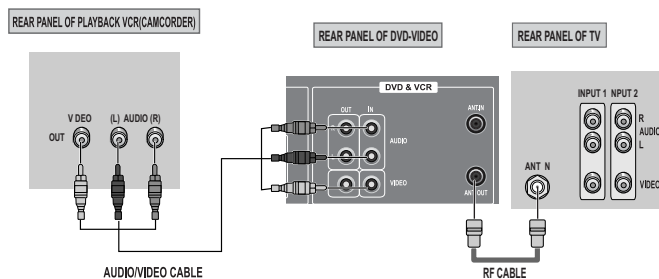 REAR PANEL OF PLAYBACK VCR(CAMCORDER)
REAR PANEL OF DVD-VIDEO
REAR PANEL OF TV
DVD & VCR
V DEO (L) AUDIO (R)
OUT
OUT IN
ANT.IN
AUDIO
VIDEO
ANT OUT
INPUT 1 NPUT 2
R
AUDIO
L
VIDEO
ANT N
AUDIO/VIDEO CABLE
RF CABLE